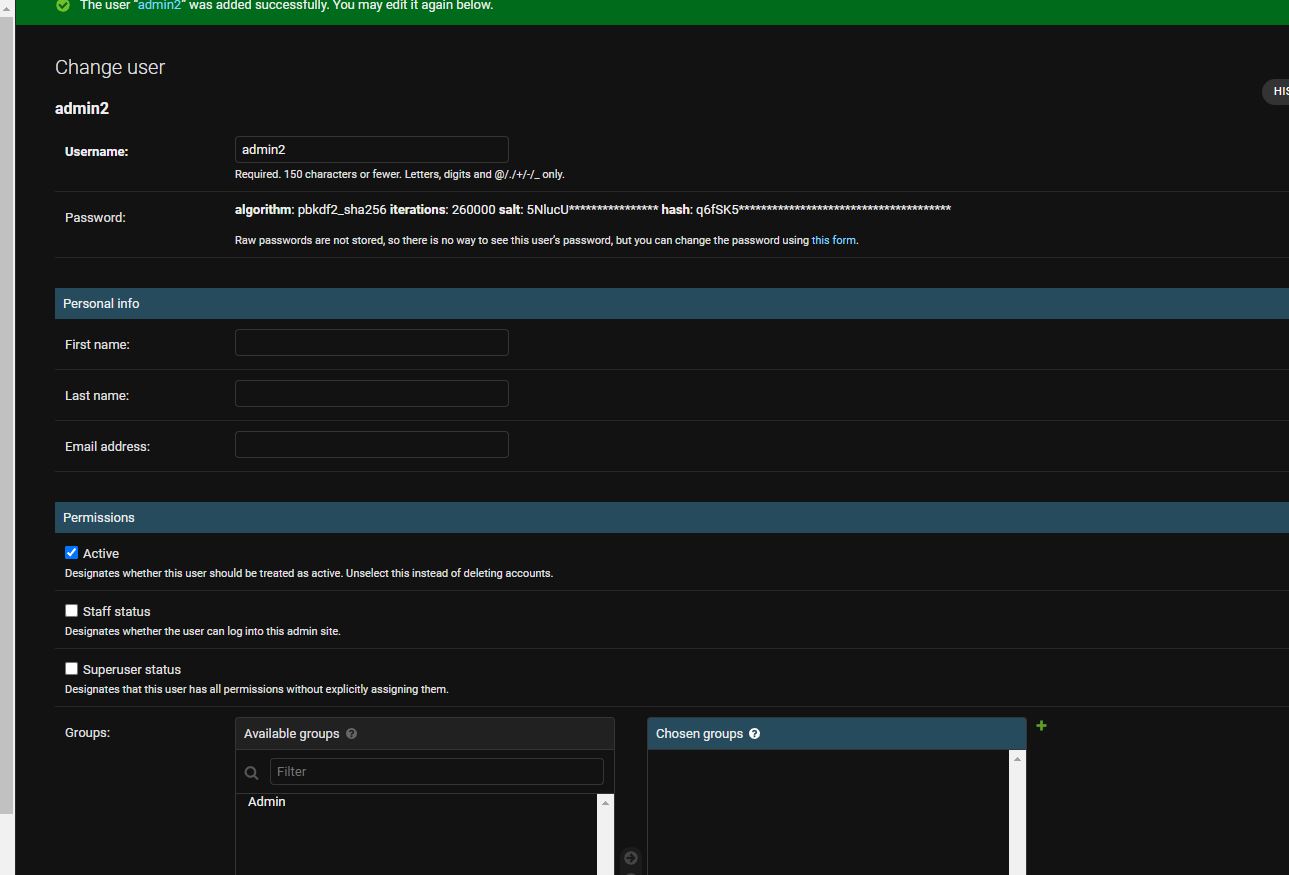 The user “admin2” was added successfully. You may edit it again below.
Change user
HIS
admin2
Username: admin2
Required. 150 characters or fewer. Letters, digits and @/./+/-/_ only.
Password: algorithm: pbkdf2_sha256 iterations: 260000 salt: 5NlucU**************** hash: q6fSK5**************************************
Raw passwords are not stored, so there is no way to see this user’s password, but you can change the password using this form.
Personal info
First name:
Last name:
Email address:
Permissions
Active
Designates whether this user should be treated as active. Unselect this instead of deleting accounts.
Staff status
Designates whether the user can log into this admin site.
Superuser status
Designates that this user has all permissions without explicitly assigning them.
Groups: Available groups ? Chosen groups ?
Filter
Admin